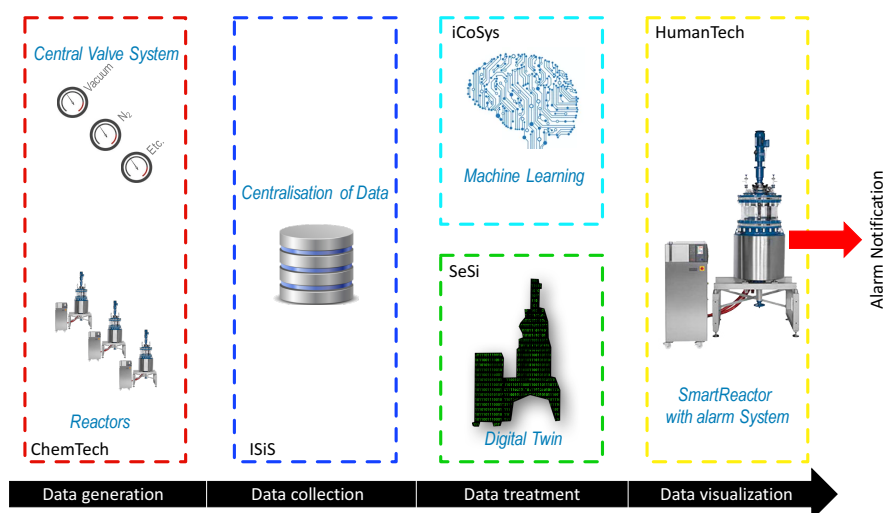 Central Valve System
Vacuum
N2
Etc.
Reactors
ChemTech
Centralisation of Data
ISiS
iCoSys
Machine Learning
SeSi
Digital Twin
HumanTech
SmartReactor
with alarm System
Alarm Notification
Data generation
Data collection
Data treatment
Data visualization